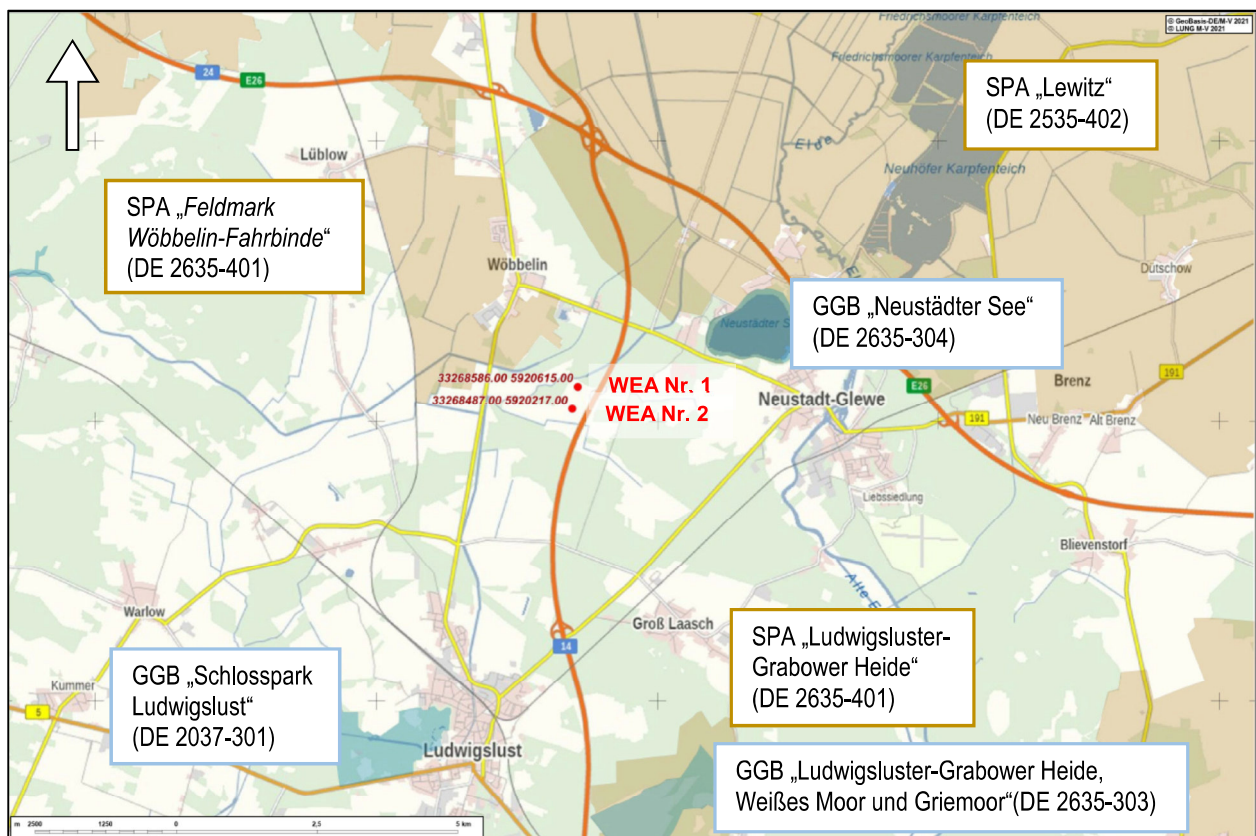 © GeoBasis-DE/M-V 2021
© LUNG M-V 2021
Friedrichsmoorer Karpfenteich
Friedrichsmoorer Karpfenteich
24
E26
SPA „Lewitz“
(DE 2535-402)
Elde
Lüblow
Neuhöfer Karpfenteich
SPA „Feldmark
Wöbbelin-Fahrbinde“
(DE 2635-401)
Wöbbelin
Dütschow
GGB „Neustädter See“
(DE 2635-304)
Neustädter S
33268586.00 5920615.00
WEA Nr. 1
33268487.00 5920217.00
WEA Nr. 2
E26
191
Brenz
Neustadt-Glewe
191
Neu Brenz
Alt Brenz
Liebssiedlung
Blievenstorf
Alte E
Warlow
Groß Laasch
14
SPA „Ludwigsluster-
Grabower Heide“
(DE 2635-401)
Kummer
5
GGB „Schlosspark
Ludwigslust“
(DE 2037-301)
Ludwigslust
GGB „Ludwigsluster-Grabower Heide,
Weißes Moor und Griemoor“(DE 2635-303)
m 2500 1250 0 2,5 5 km